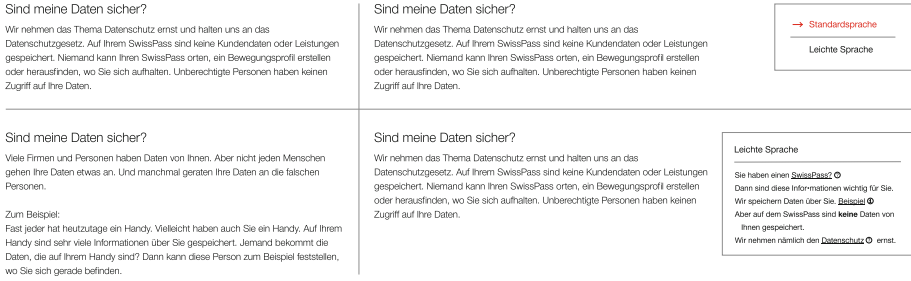 Sind meine Daten sicher?
Wir nehmen das Thema Datenschutz ernst und halten uns an das
Datenschutzgesetz. Auf Ihrem SwissPass sind keine Kundendaten oder Leistungen
gespeichert. Niemand kann Ihren SwissPass orten, ein Bewegungsprofil erstellen
oder herausfinden, wo Sie sich aufhalten. Unberechtigte Personen haben keinen
Zugriff auf Ihre Daten.
Sind meine Daten sicher?
Wir nehmen das Thema Datenschutz ernst und halten uns an das
Datenschutzgesetz. Auf Ihrem SwissPass sind keine Kundendaten oder Leistungen
gespeichert. Niemand kann Ihren SwissPass orten, ein Bewegungsprofil erstellen
oder herausfinden, wo Sie sich aufhalten. Unberechtigte Personen haben keinen
Zugriff auf Ihre Daten.
→ Standardsprache
Leichte Sprache
Sind meine Daten sicher?
Viele Firmen und Personen haben Daten von Ihnen. Aber nicht jeden Menschen
gehen Ihre Daten etwas an. Und manchmal geraten Ihre Daten an die falschen
Personen.
Zum Beispiel:
Fast jeder hat heutzutage ein Handy. Vielleicht haben auch Sie ein Handy. Auf Ihrem
Handy sind sehr viele Informationen über Sie gespeichert. Jemand bekommt die
Daten, die auf Ihrem Handy sind? Dann kann diese Person zum Beispiel feststellen,
wo Sie sich gerade befinden.
Sind meine Daten sicher?
Wir nehmen das Thema Datenschutz ernst und halten uns an das
Datenschutzgesetz. Auf Ihrem SwissPass sind keine Kundendaten oder Leistungen
gespeichert. Niemand kann Ihren SwissPass orten, ein Bewegungsprofil erstellen
oder herausfinden, wo Sie sich aufhalten. Unberechtigte Personen haben keinen
Zugriff auf Ihre Daten.
Leichte Sprache
Sie haben einen SwissPass?
Dann sind diese Infor•mationen wichtig für Sie.
Wir speichern Daten über Sie. Beispiel
Aber auf dem SwissPass sind keine Daten von
Ihnen gespeichert.
Wir nehmen nämlich den Datenschutz ernst.